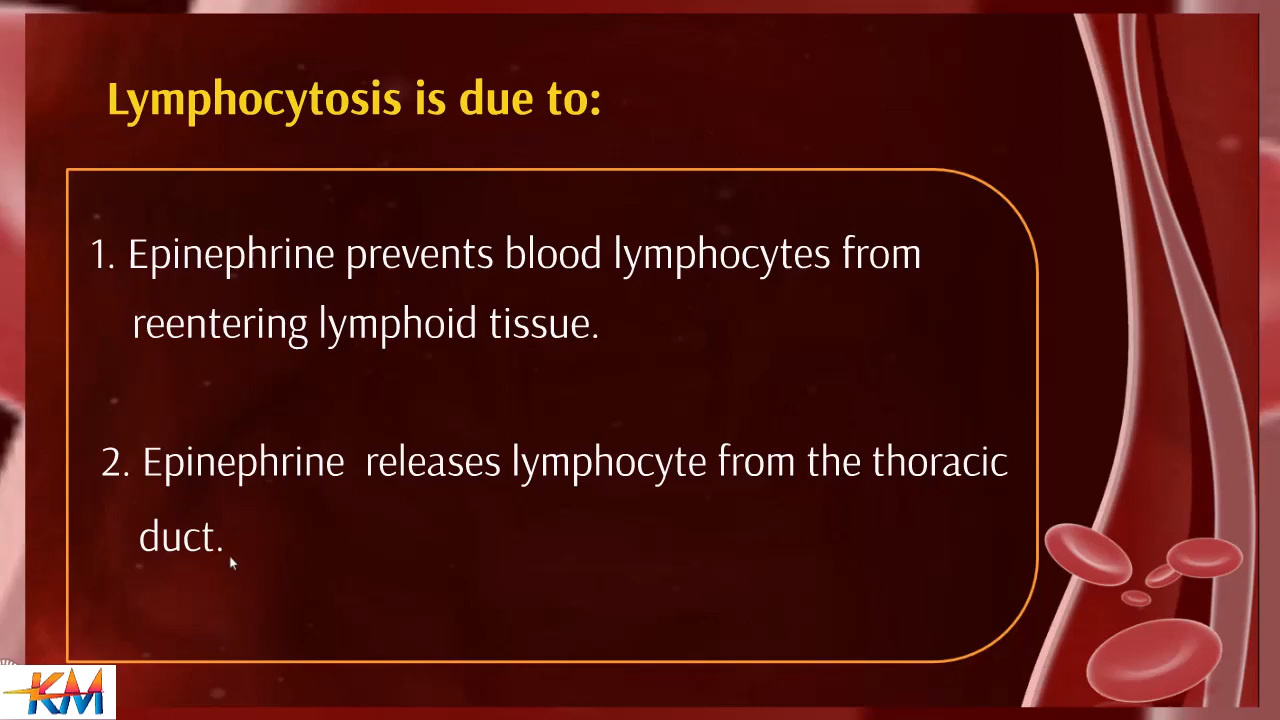 Lymphocytosis is due to:
1. Epinephrine prevents blood lymphocytes from
reentering lymphoid tissue.
2. Epinephrine  releases lymphocyte from the thoracic
duct.
KM